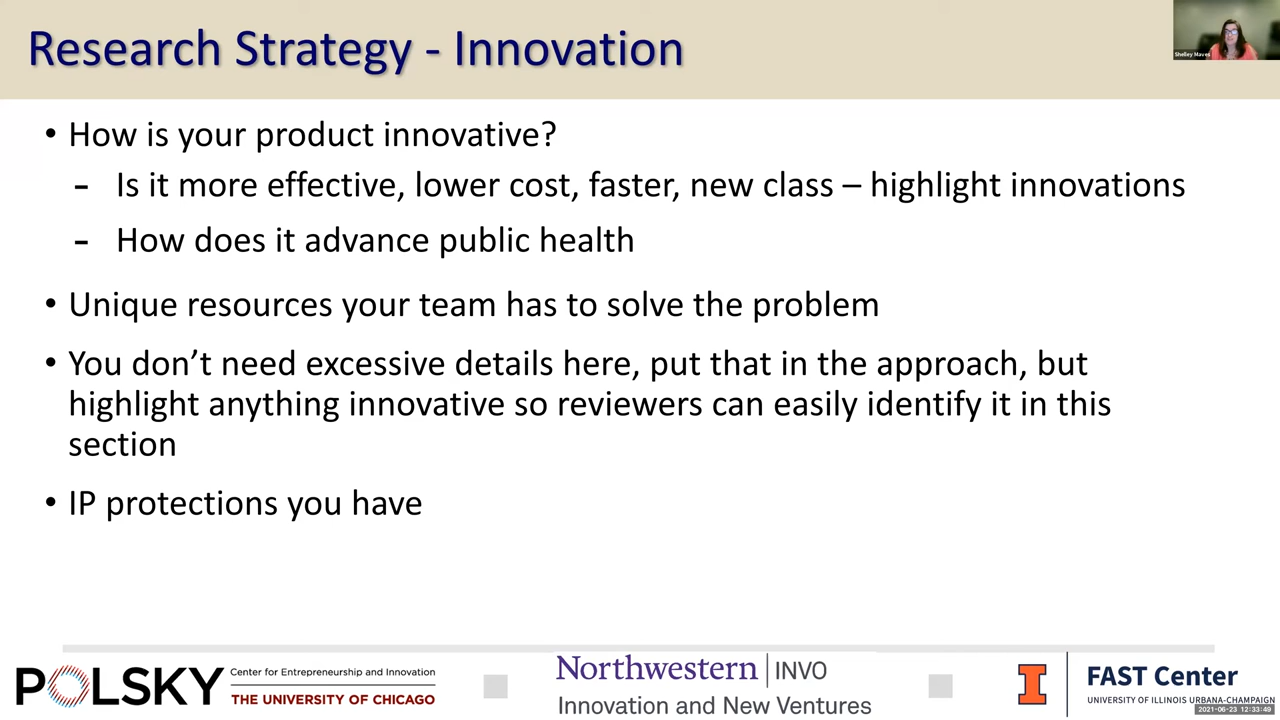 Research Strategy - Innovation
Shelley Maves
• How is your product innovative?
- Is it more effective, lower cost, faster, new class – highlight innovations
- How does it advance public health
• Unique resources your team has to solve the problem
• You don’t need excessive details here, put that in the approach, but
highlight anything innovative so reviewers can easily identify it in this
section
• IP protections you have
POLSKY
Center for Entrepreneurship and Innovation
THE UNIVERSITY OF CHICAGO
Northwestern | INVO
Innovation and New Ventures
I
FAST Center
UNIVERSITY OF ILLINOIS URBANA-CHAMPAIGN
2021-06-23 12:33:49